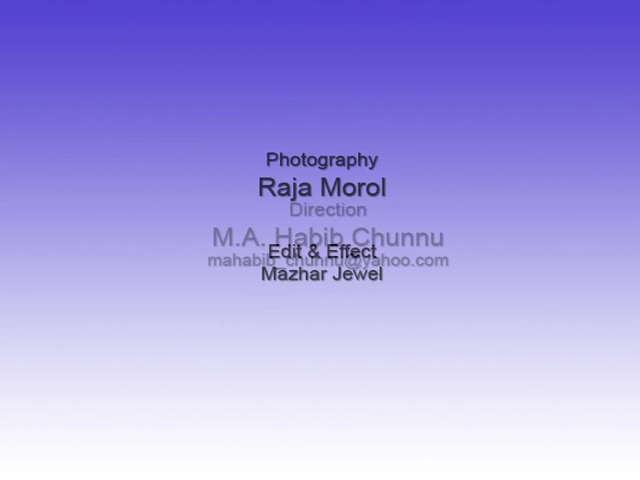 Photography
Raja Morol
Direction
M.A. Habib Chunnu
Edit & Effect
mahabib_chunnu@yahoo.com
Mazhar Jewel